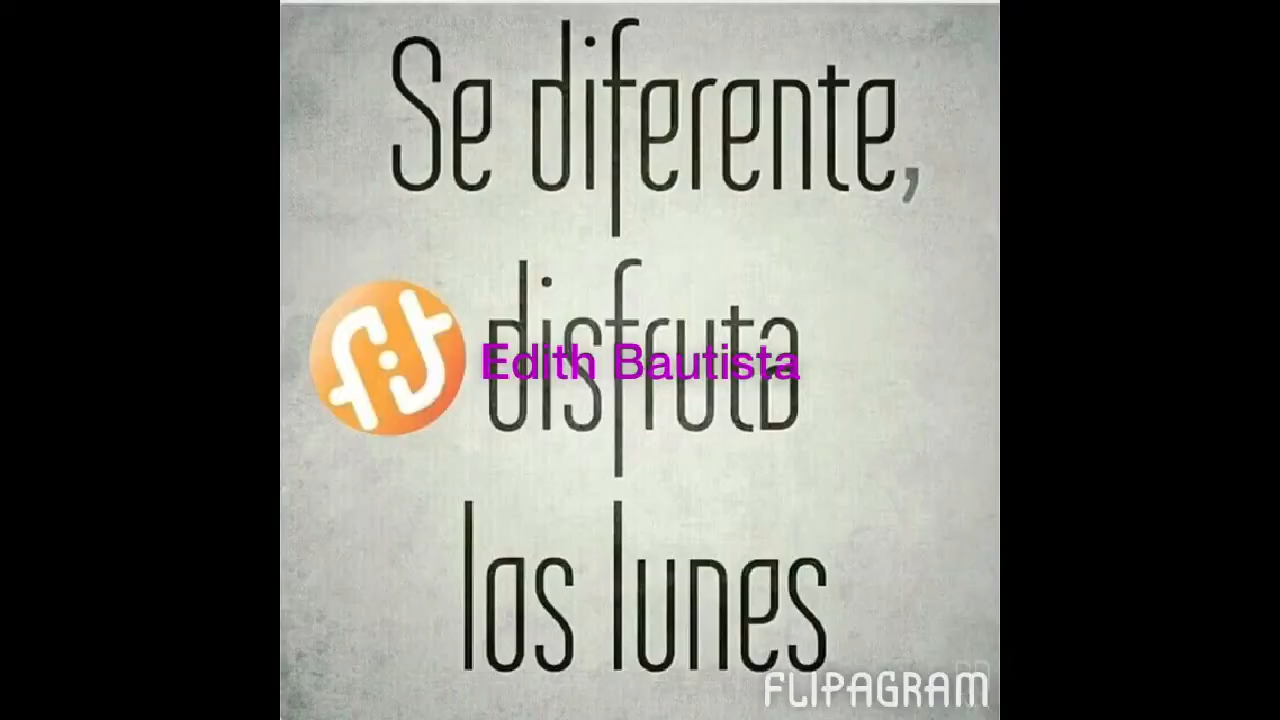 Se diferente,
disfruta
Edith Bautista
los lunes
FLIPAGRAM